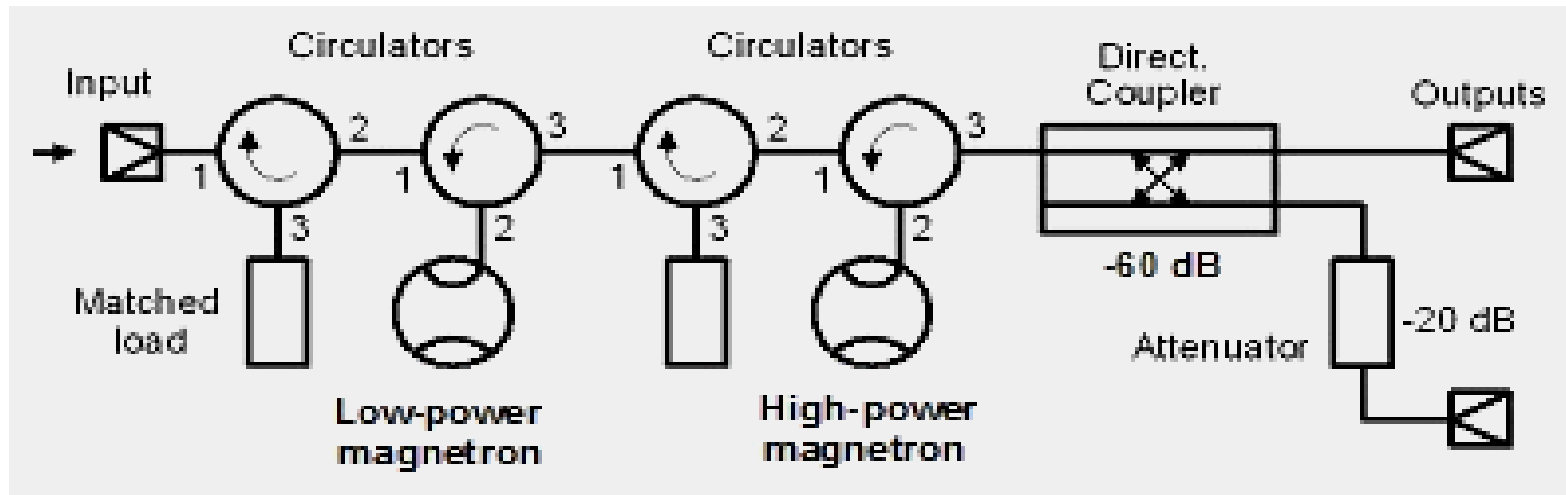 Circulators
Circulators
Direct.
Coupler
Input
Outputs
2
3
2
3
1
1
1
1
3
2
3
2
-60 dB
Matched
load
-20 dB
Attenuator
Low-power
magnetron
High-power
magnetron